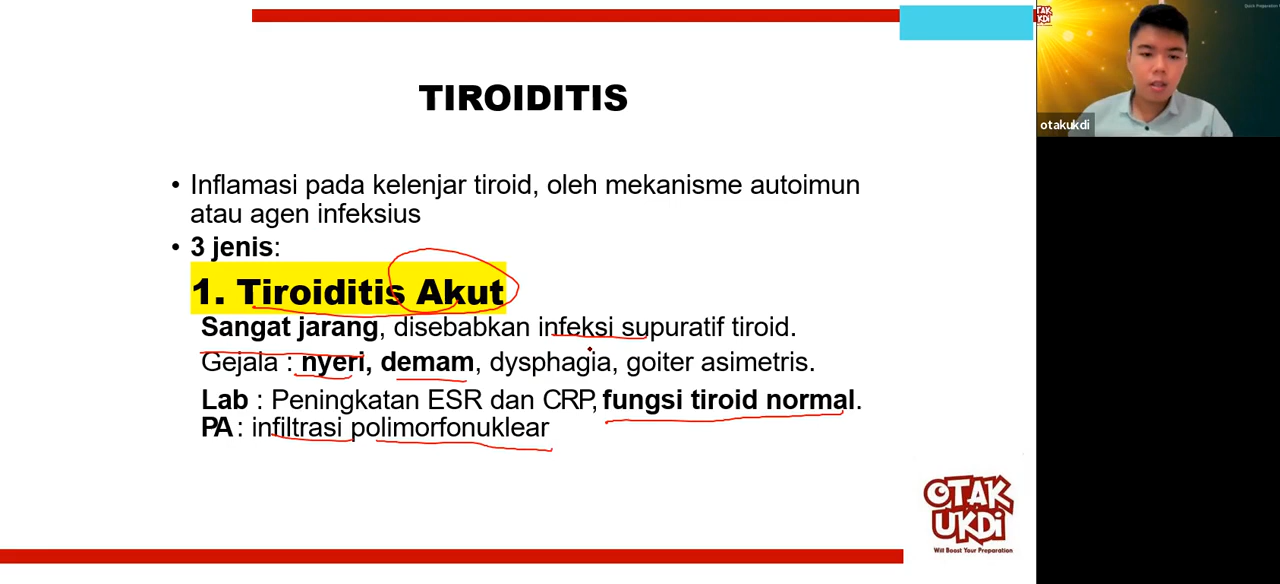 TIROIDITIS
• Inflamasi pada kelenjar tiroid, oleh mekanisme autoimun
atau agen infeksius
• 3 jenis:
1. Tiroiditis Akut
Sangat jarang, disebabkan infeksi supuratif tiroid.
Gejala : nyeri, demam, dysphagia, goiter asimetris.
Lab : Peningkatan ESR dan CRP, fungsi tiroid normal.
PA : infiltrasi polimorfonuklear
OTAK
UKDi
Will Boost Your Preparation
otakukdi